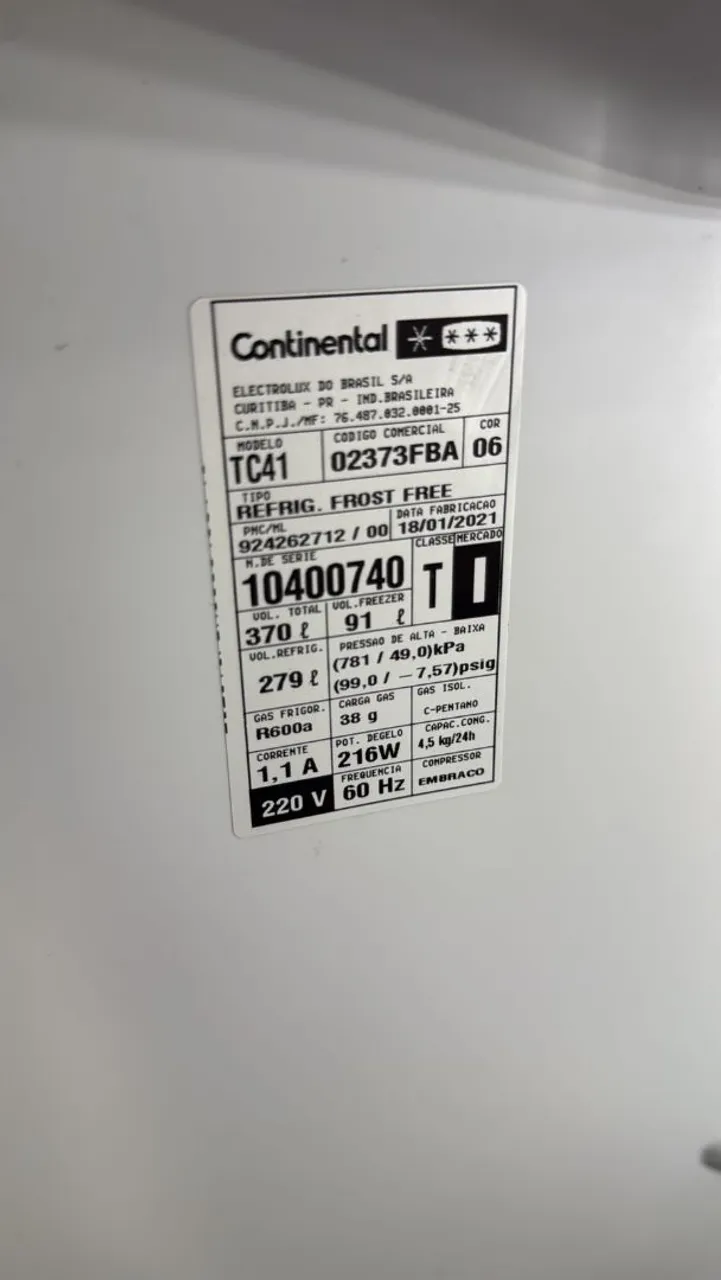 Continental * ***
ELECTROLUX DO BRASIL S/A
CURITIBA - PR - IND.BRASILEIRA
C.N.P.J./MF: 76.487.032.0001-25
MODELO CODIGO COMERCIAL COR
TC41 02373FBA 06
TIPO
REFRIG. FROST FREE
PMC/ML DATA FABRICACAO
924262712 / 00 18/01/2021
N.DE SERIE CLASSE MERCADO
10400740 T I
VOL. TOTAL VOL.FREEZER
370 ℓ 91 ℓ
VOL.REFRIG. PRESSAO DE ALTA - BAIXA
279 ℓ (781 / 49,0)kPa
(99,0 / - 7,57)psig
GAS FRIGOR. CARGA GAS GAS ISOL.
R600a 38 g C-PENTANO
CORRENTE POT. DEGELO CAPAC.CONG.
1,1 A 216W 4,5 kg/24h
FREQUENCIA COMPRESSOR
220 V 60 Hz EMBRACO